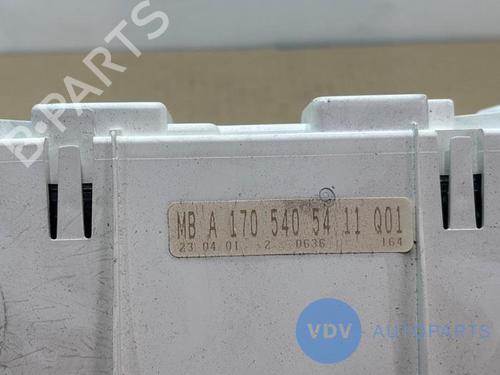 B-PARTS
MB A 170 540 54 11 Q01
23 04 01 2 0636 164
VDV AUTOPARTS